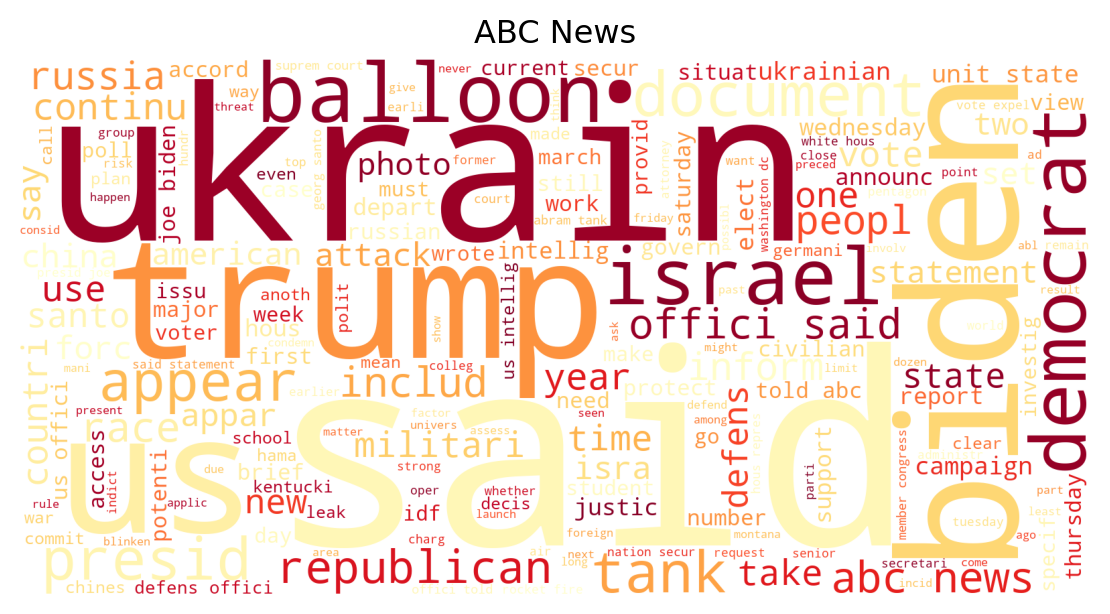 ABC News
russia
accord
suprem court
never
current
secur
situat
ukrainian
unit state
continu
way
threat
balloon
give
earli
think
document
vote expel
view
ukrain
call
group
poll
risk
plan
happen
joe biden
hundr
even
top
case
georg santo
photo
former
court
made
march
still
work
abram tank
friday
must
depart
russian
provid
attorney
saturday
want
elect
washington dc
wednesday
white hous
close
preced
vote
announc
one
peopl
germani
point
two
set
ad
say
consid
china
american
attack
wrote
intellig
govern
involv
abl
remain
democrat
biden
trump
israel
statement
result
past
use
issu
major
voter
anoth
week
polit
show
us intellig
ask
offici said
world
santo
forc
hous
first
condemn
said statement
mani
mean
colleg
make
might
civilian
limit
dozen
investig
countri
appear
includ
earlier
year
need
protect
inform
told abc
state
report
us offici
present
race
appar
factor
univers
matter
assess
seen
defend
among
go
defens
us
said
access
indict
school
hama
brief
militari
strong
time
isra
student
support
parti
member congress
clear
campaign
part
least
potenti
due
applic
kentucki
new
leak
oper
idf
charg
whether
decis
launch
justic
foreign
number
montana
tuesday
ago
specif
thursday
rule
war
commit
blinken
day
presid
chines
defens offici
republican
area
air
long
next
nation secur
tank
request
senior
take
secretari
come
abc news
incid